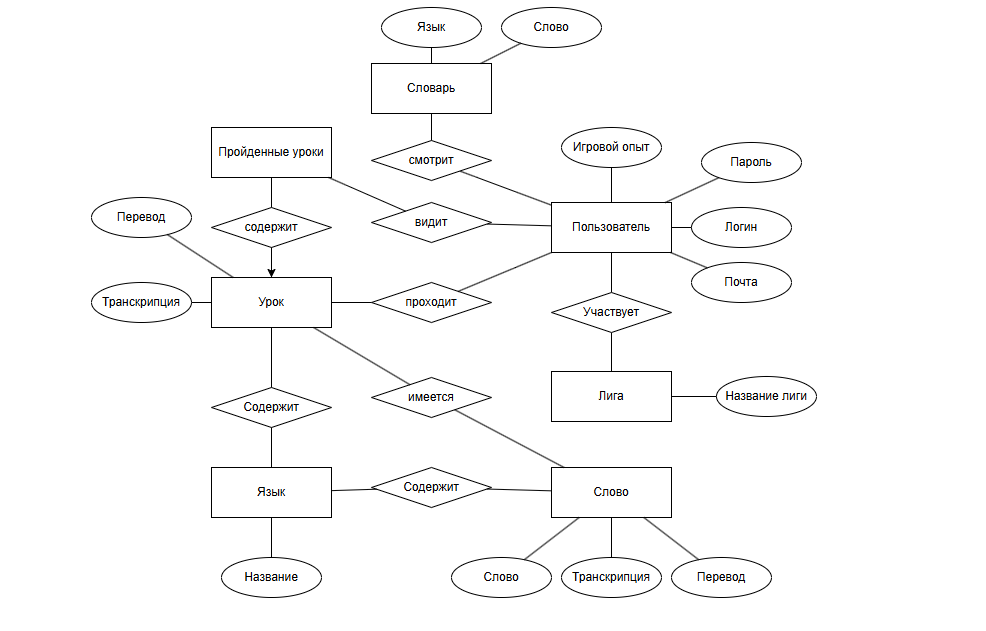 Язык
Слово
Словарь
Пройденные уроки
смотрит
Игровой опыт
Пароль
Перевод
содержит
видит
Пользователь
Логин
Почта
Транскрипция
Урок
проходит
Участвует
Лига
Название лиги
Содержит
имеется
Язык
Содержит
Слово
Название
Слово
Транскрипция
Перевод